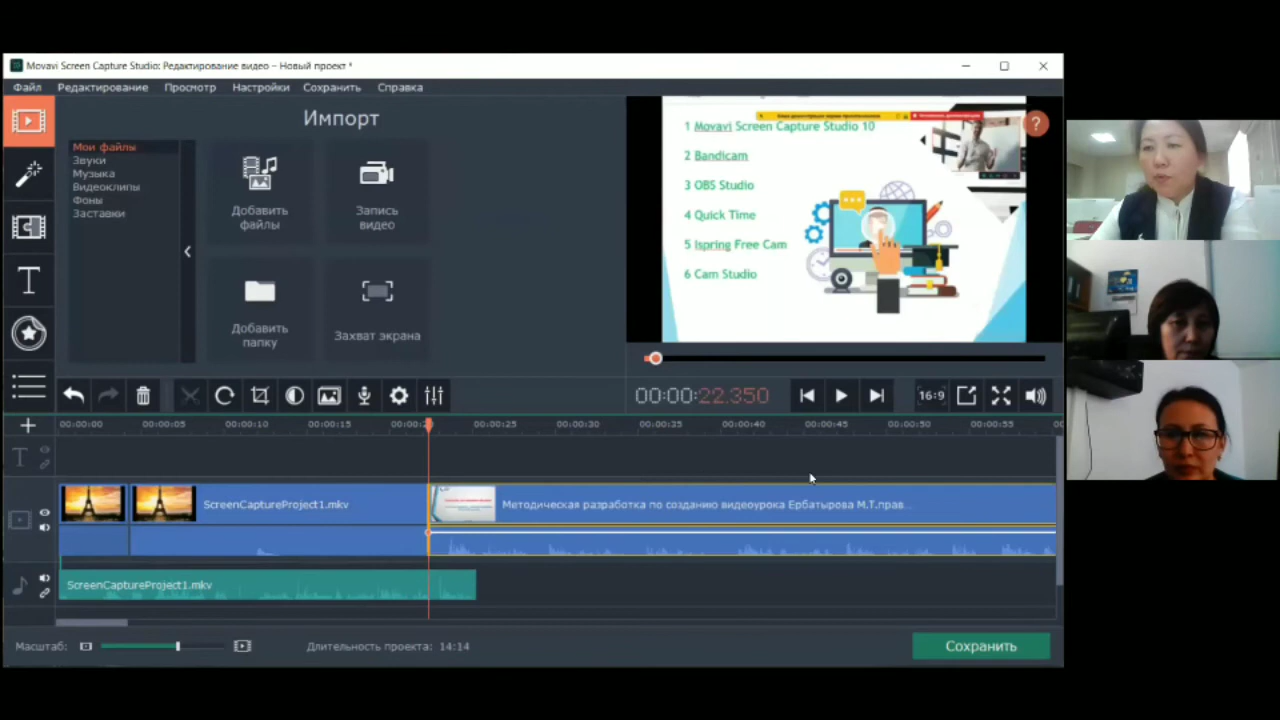 Movavi Screen Capture Studio: Редактирование видео – Новый проект *
Файл Редактирование Просмотр Настройки Сохранить Справка
Импорт
Мои файлы
Звуки
Музыка
Видеоклипы
Фоны
Заставки
Добавить файлы
Запись видео
Добавить папку
Захват экрана
1 Movavi Screen Capture Studio 10
2 Bandicam
3 OBS Studio
4 Quick Time
5 Ispring Free Cam
6 Cam Studio
?
00:00:22.350
16:9
00:00:00 00:00:05 00:00:10 00:00:15 00:00:25 00:00:30 00:00:35 00:00:40 00:00:45 00:00:50 00:00:55
ScreenCaptureProject1.mkv
Методическая разработка по созданию видеоурока Ербатырова М.Т.прав...
ScreenCaptureProject1.mkv
Масштаб:
Длительность проекта: 14:14
Сохранить